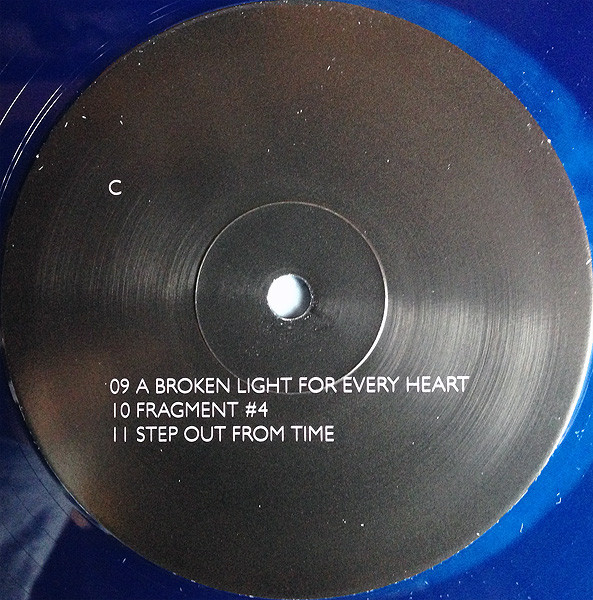 C
09 A BROKEN LIGHT FOR EVERY HEART
10 FRAGMENT #4
11 STEP OUT FROM TIME